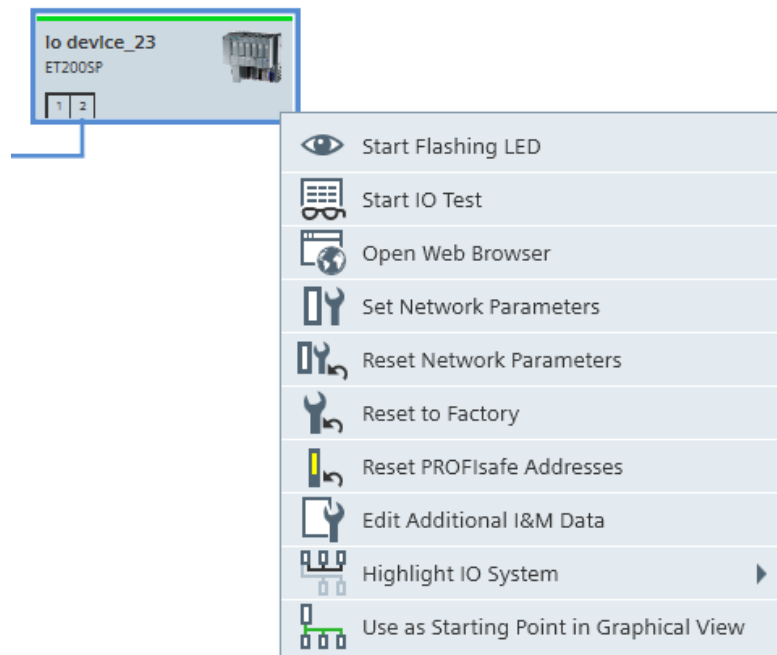 Io device_23
ET200SP
1 2
Start Flashing LED
Start IO Test
Open Web Browser
Set Network Parameters
Reset Network Parameters
Reset to Factory
Reset PROFIsafe Addresses
Edit Additional I&M Data
Highlight IO System
Use as Starting Point in Graphical View